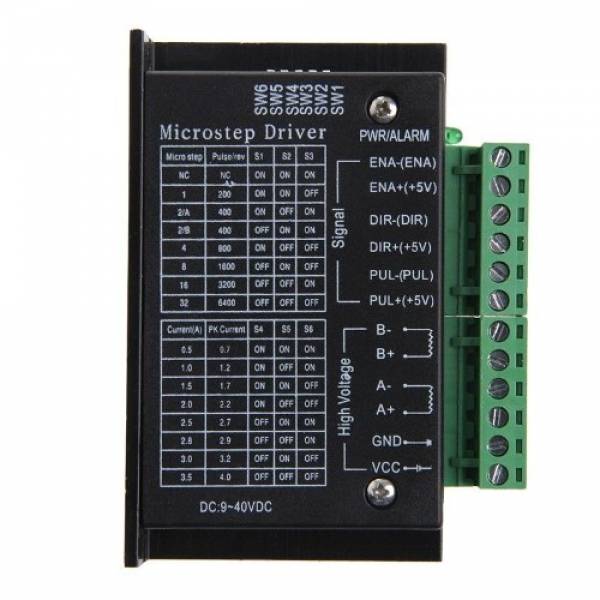 SW6
SW5
SW4
SW3
SW2
SW1
Microstep Driver
Micro step Pulse/rev S1 S2 S3
NC NC ON ON ON
1 200 ON ON OFF
2/A 400 ON OFF ON
2/B 400 OFF ON ON
4 800 ON OFF OFF
8 1600 OFF ON OFF
16 3200 OFF OFF ON
32 6400 OFF OFF OFF
Current(A) PK Current S4 S5 S6
0.5 0.7 ON ON ON
1.0 1.2 ON OFF ON
1.5 1.7 ON ON OFF
2.0 2.2 ON OFF OFF
2.5 2.7 OFF ON ON
2.8 2.9 OFF OFF ON
3.0 3.2 OFF ON OFF
3.5 4.0 OFF OFF OFF
DC:9~40VDC
PWR/ALARM
Signal
ENA-(ENA)
ENA+(+5V)
DIR-(DIR)
DIR+(+5V)
PUL-(PUL)
PUL+(+5V)
High Voltage
B-
B+
A-
A+
GND
VCC